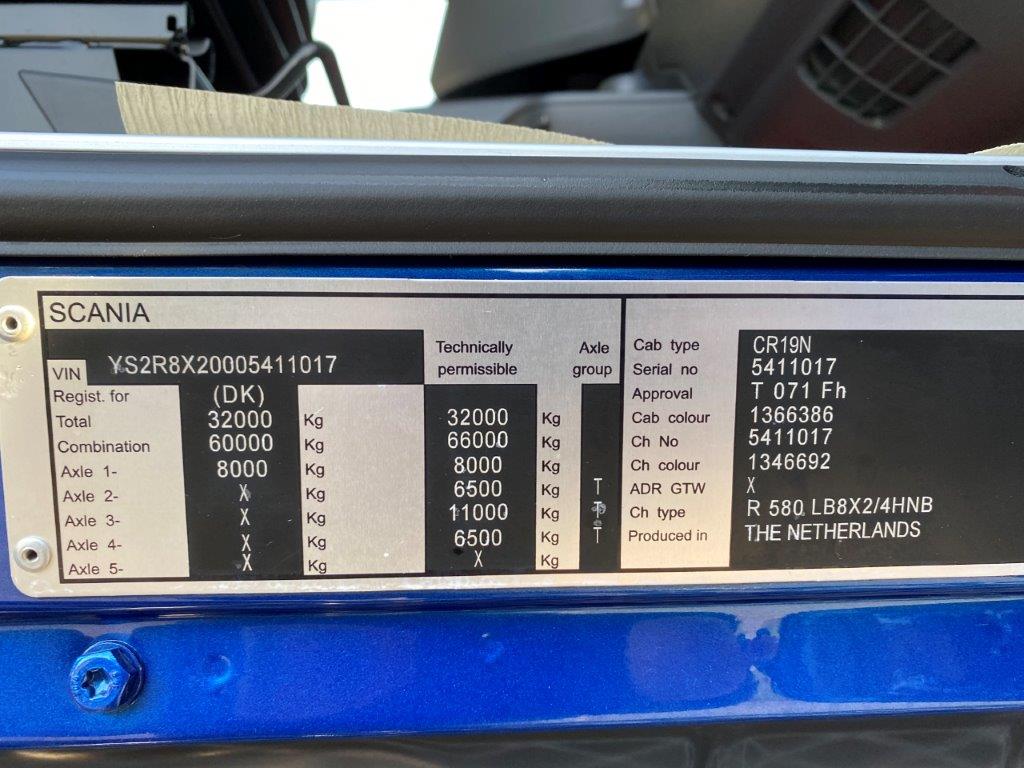 SCANIA
VIN YS2R8X20005411017 Technically permissible Axle group
Regist. for (DK)
Total 32000 Kg 32000 Kg
Combination 60000 Kg 66000 Kg
Axle 1- 8000 Kg 8000 Kg
Axle 2- X Kg 6500 Kg T
Axle 3- X Kg 11000 Kg T
Axle 4- X Kg 6500 Kg T
Axle 5- X Kg X Kg
Cab type CR19N
Serial no 5411017
Approval T 071 Fh
Cab colour 1366386
Ch No 5411017
Ch colour 1346692
ADR GTW X
Ch type R 580 LB8X2/4HNB
Produced in THE NETHERLANDS